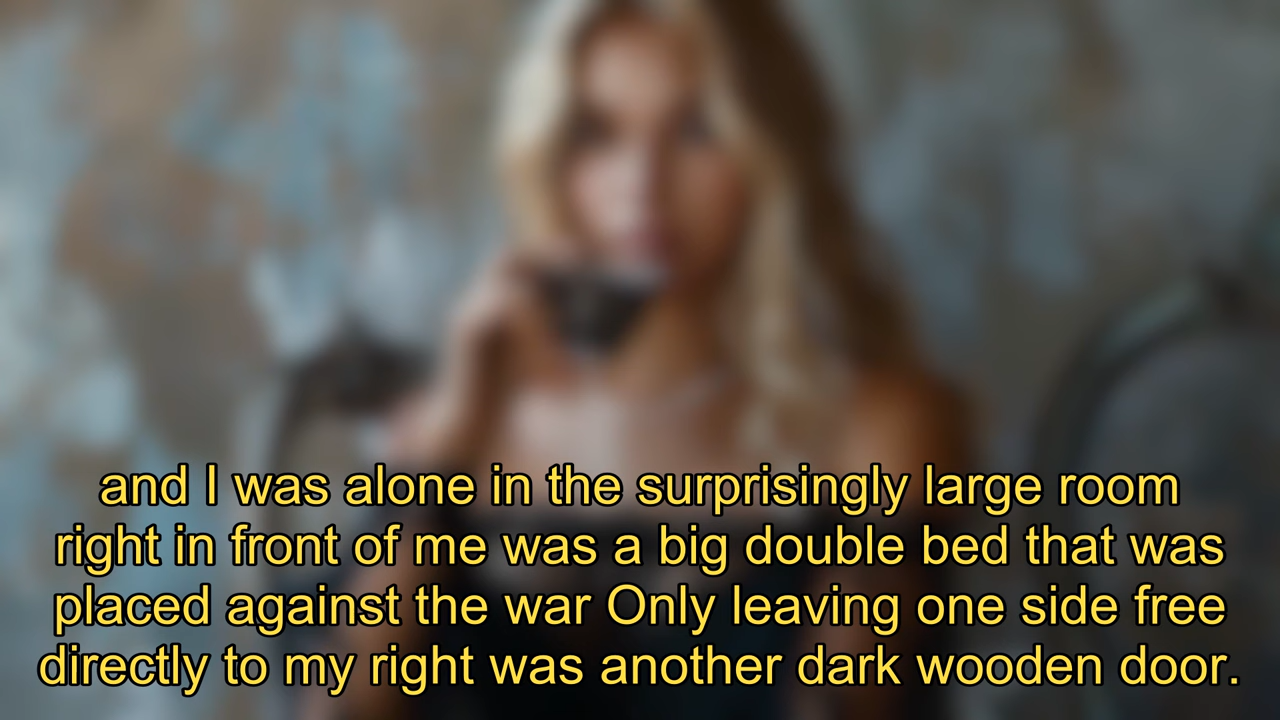 and I was alone in the surprisingly large room
right in front of me was a big double bed that was
placed against the war Only leaving one side free
directly to my right was another dark wooden door.